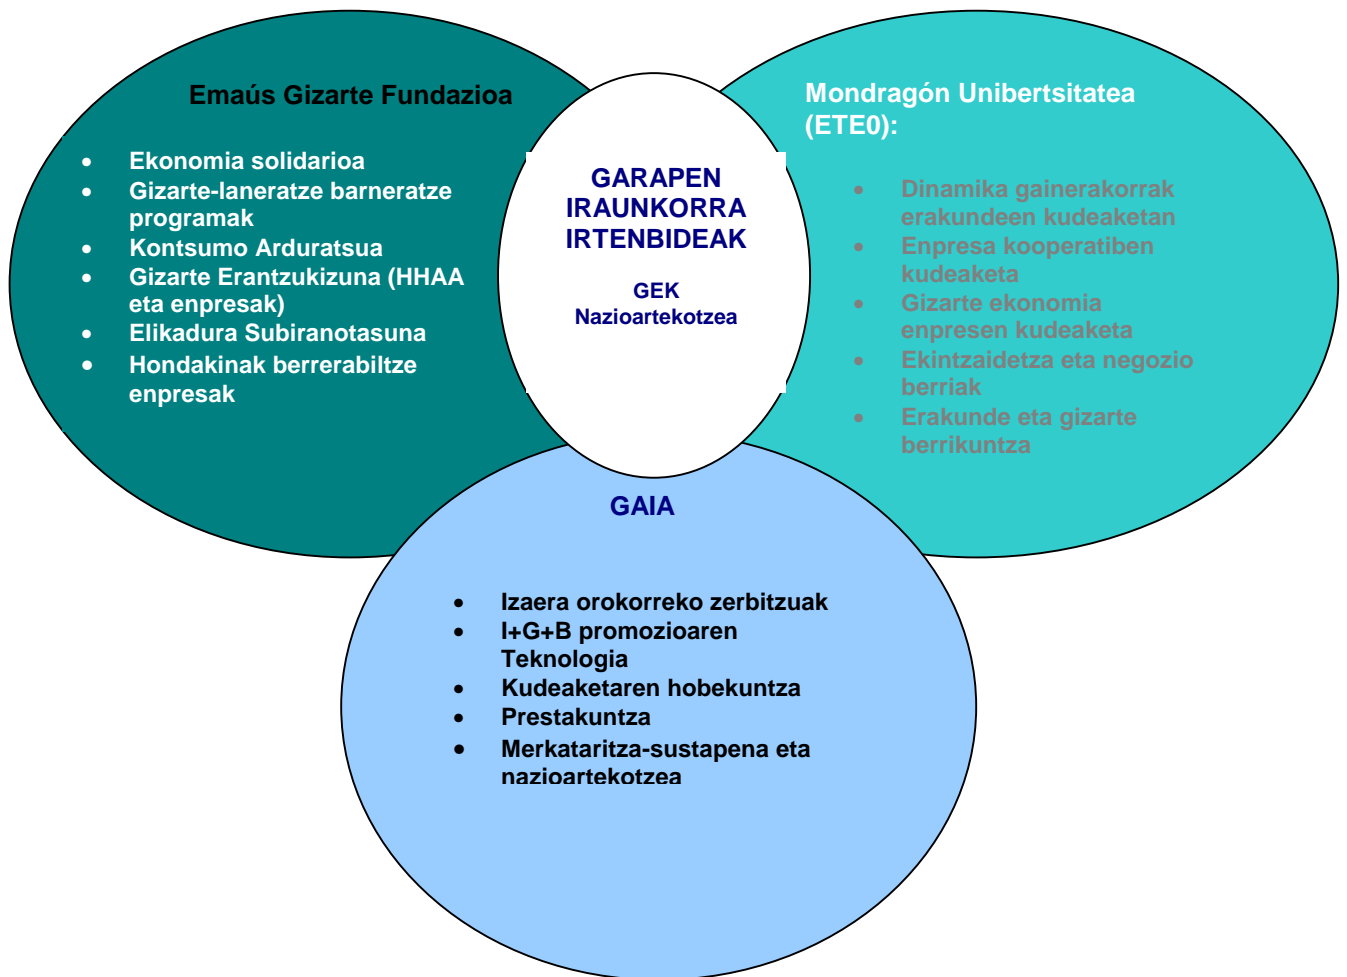 Emaús Gizarte Fundazioa
• Ekonomia solidarioa
• Gizarte-laneratze barneratze
programak
• Kontsumo Arduratsua
• Gizarte Erantzukizuna (HHAA
eta enpresak)
• Elikadura Subiranotasuna
• Hondakinak berrerabiltze
enpresak
GARAPEN
IRAUNKORRA
IRTENBIDEAK
GEK
Nazioartekotzea
Mondragón Unibertsitatea
(ETE0):
• Dinamika gainerakorrak
erakundeen kudeaketan
• Enpresa kooperatiben
kudeaketa
• Gizarte ekonomia
enpresen kudeaketa
• Ekintzaidetza eta negozio
berriak
• Erakunde eta gizarte
berrikuntza
GAIA
• Izaera orokorreko zerbitzuak
• I+G+B promozioaren
Teknologia
• Kudeaketaren hobekuntza
• Prestakuntza
• Merkataritza-sustapena eta
nazioartekotzea